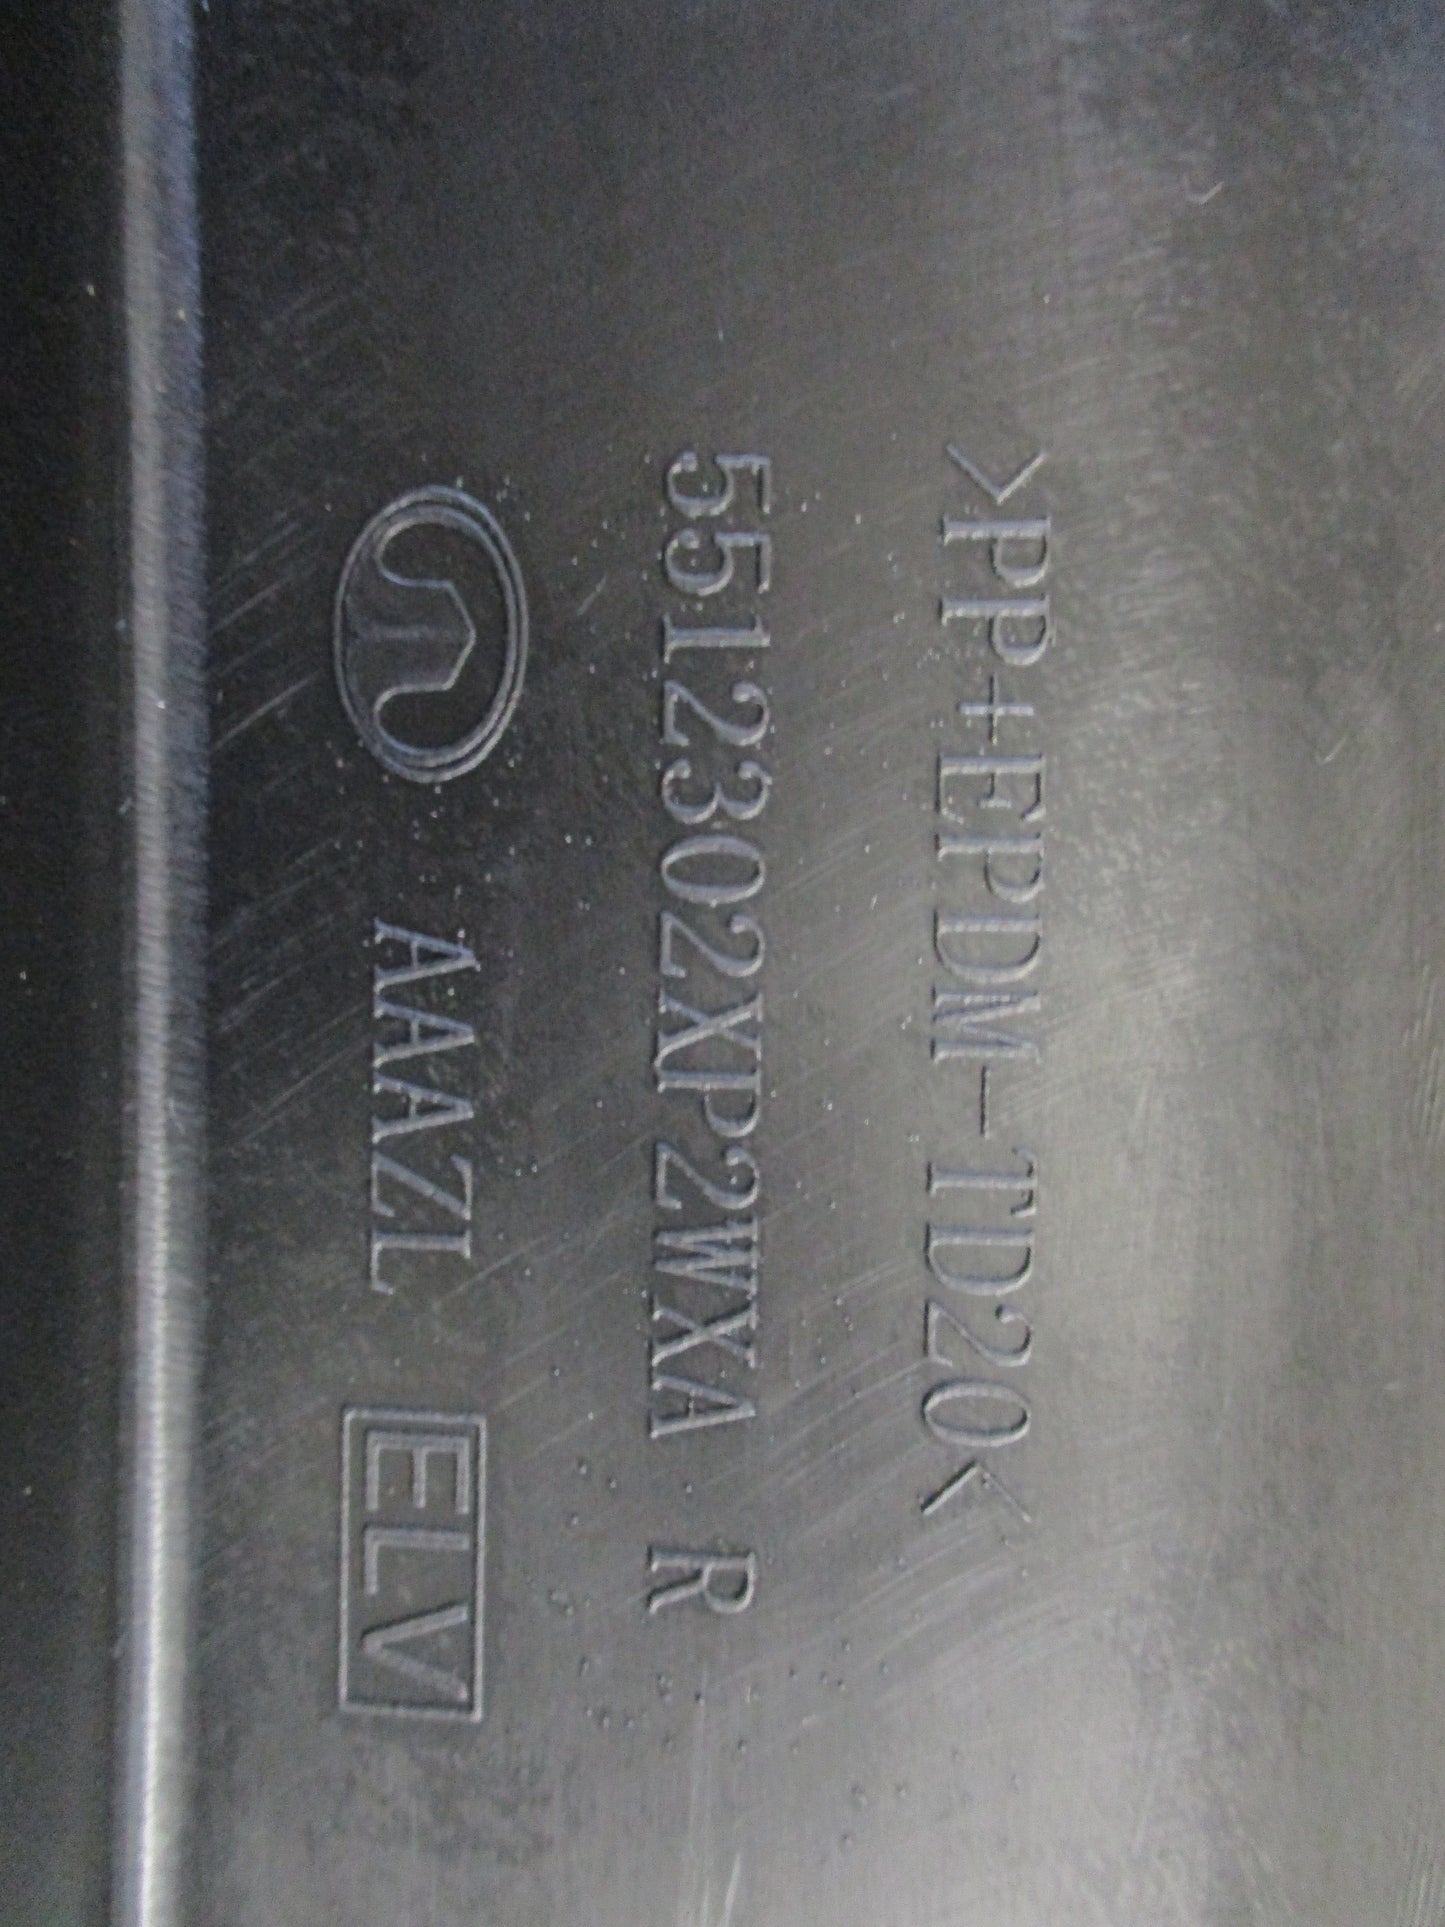 >PP+EPDM-TD20<
5512302XP2WXA R
AAAZL ELV